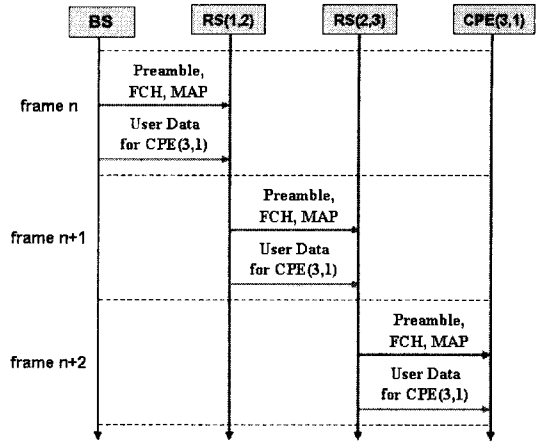 BS
RS(1,2)
RS(2,3)
CPE(3,1)
Preamble,
FCH, MAP
frame n
User Data
for CPE(3,1)
Preamble,
FCH, MAP
frame n+1
User Data
for CPE(3,1)
Preamble,
FCH, MAP
frame n+2
User Data
for CPE(3,1)